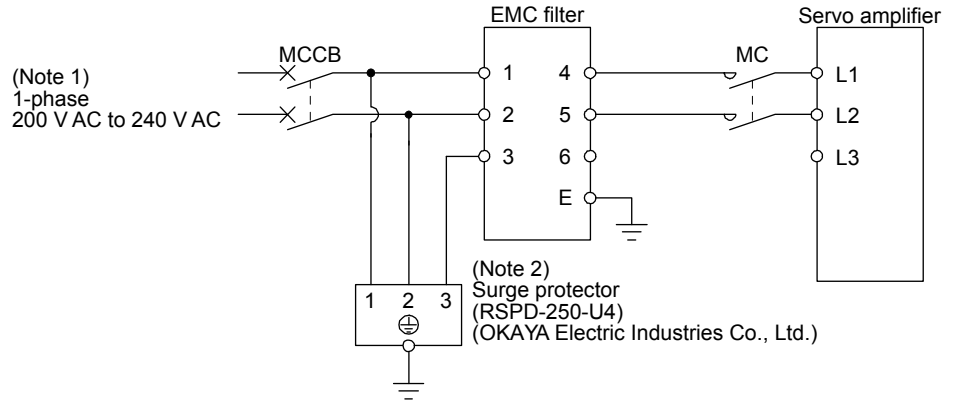 EMC filter
Servo amplifier
MCCB
MC
(Note 1)
1-phase
200 V AC to 240 V AC
1
4
L1
2
5
L2
3
6
L3
E
(Note 2)
Surge protector
(RSPD-250-U4)
(OKAYA Electric Industries Co., Ltd.)
1 2 3